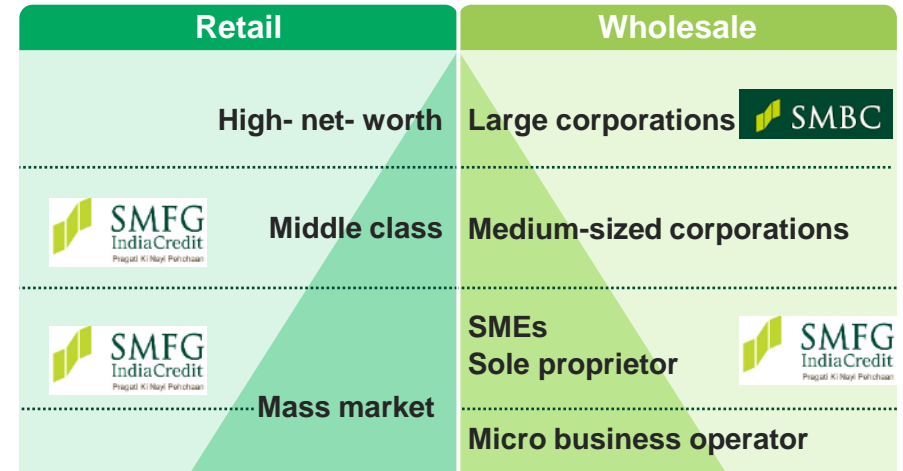 Retail
Wholesale
High- net- worth
Large corporations
SMBC
SMFG
IndiaCredit
Pragati Ki Nayi Pehchaan
Middle class
Medium-sized corporations
SMFG
IndiaCredit
Pragati Ki Nayi Pehchaan
SMEs
Sole proprietor
SMFG
IndiaCredit
Pragati Ki Nayi Pehchaan
Mass market
Micro business operator